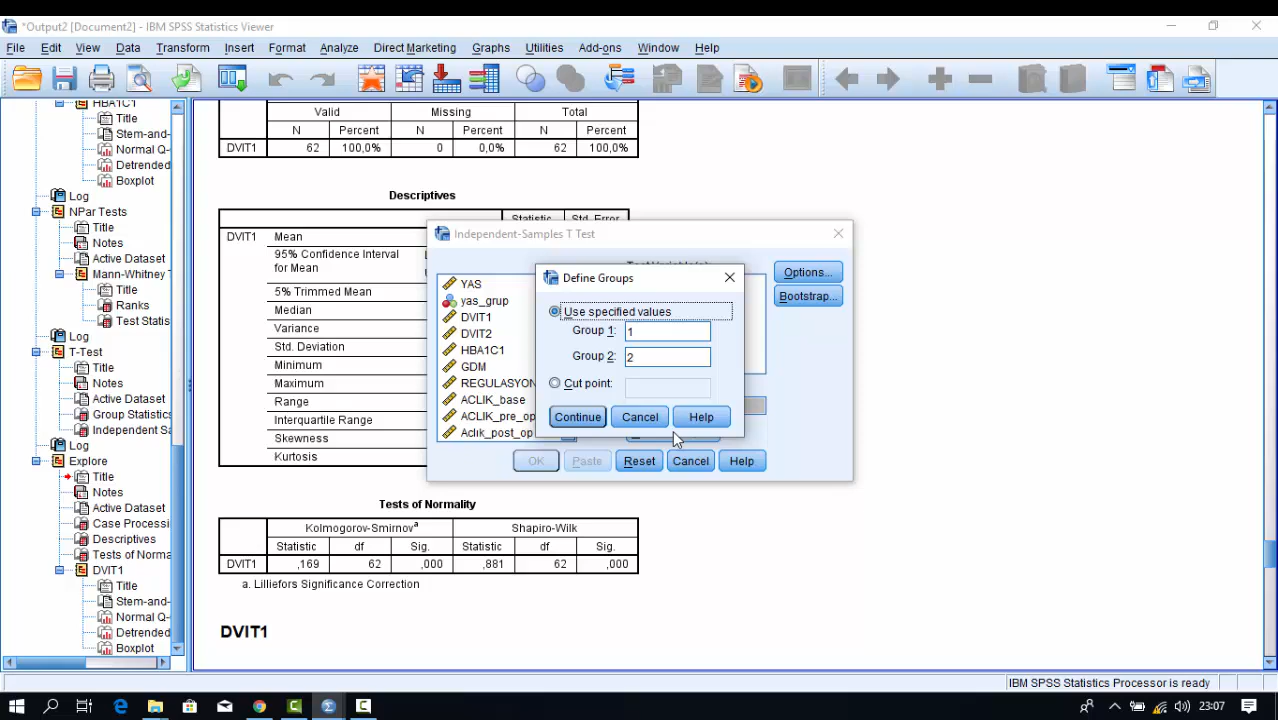 *Output2 [Document2] - IBM SPSS Statistics Viewer
File Edit View Data Transform Insert Format Analyze Direct Marketing Graphs Utilities Add-ons Window Help
HBA1C1
Title
Stem-and-
Normal Q-
Detrended
Boxplot
Log
NPar Tests
Title
Notes
Active Dataset
Mann-Whitney
Title
Ranks
Test Statis
Log
T-Test
Title
Notes
Active Dataset
Group Statistics
Independent Sa
Log
Explore
Title
Notes
Active Dataset
Case Processi
Descriptives
Tests of Norma
DVIT1
Title
Stem-and-
Normal Q-
Detrended
Boxplot
Valid Missing Total
N Percent N Percent N Percent
DVIT1 62 100,0% 0 0,0% 62 100,0%
Descriptives
Statistic Std. Error
DVIT1 Mean
95% Confidence Interval
for Mean
5% Trimmed Mean
Median
Variance
Std. Deviation
Minimum
Maximum
Range
Interquartile Range
Skewness
Kurtosis
Independent-Samples T Test
YAS
yas_grup
DVIT1
DVIT2
HBA1C1
GDM
REGULASYON
ACLIK_base
ACLIK_pre_op
Aclık_post_op
Options...
Bootstrap...
OK Paste Reset Cancel Help
Define Groups
Use specified values
Group 1: 1
Group 2: 2
Cut point:
Continue Cancel Help
Tests of Normality
Kolmogorov-Smirnovᵃ Shapiro-Wilk
Statistic df Sig. Statistic df Sig.
DVIT1 ,169 62 ,000 ,881 62 ,000
a. Lilliefors Significance Correction
DVIT1
IBM SPSS Statistics Processor is ready
23:07